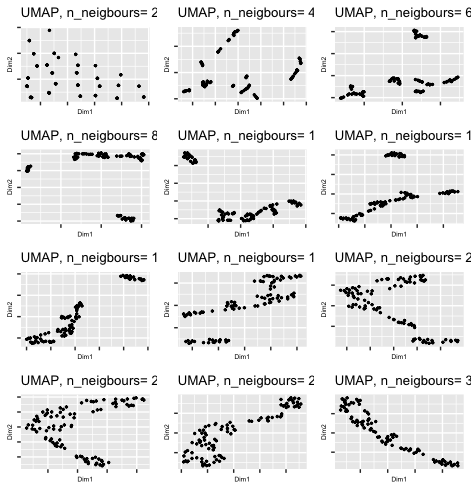 UMAP, n_neigbours= 2
UMAP, n_neigbours= 4
UMAP, n_neigbours= 6
Dim2
Dim2
Dim2
Dim1
Dim1
Dim1
UMAP, n_neigbours= 8
UMAP, n_neigbours= 1
UMAP, n_neigbours= 1
Dim2
Dim2
Dim2
Dim1
Dim1
Dim1
UMAP, n_neigbours= 1
UMAP, n_neigbours= 1
UMAP, n_neigbours= 2
Dim2
Dim2
Dim2
Dim1
Dim1
Dim1
UMAP, n_neigbours= 2
UMAP, n_neigbours= 2
UMAP, n_neigbours= 3
Dim2
Dim2
Dim2
Dim1
Dim1
Dim1